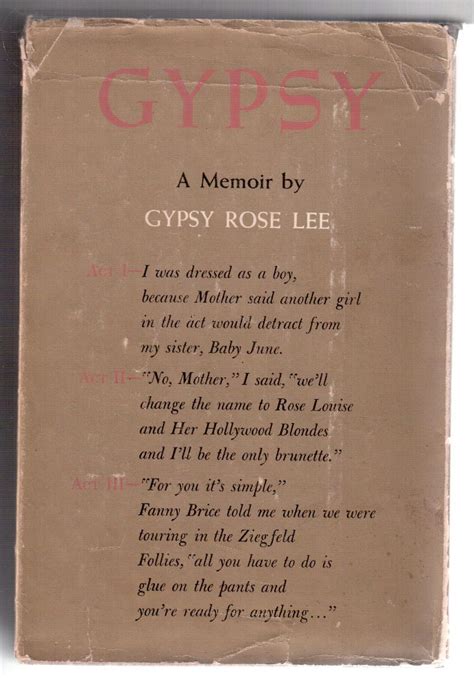 GYPSY
A Memoir by
GYPSY ROSE LEE
Act I—I was dressed as a boy,
because Mother said another girl
in the act would detract from
my sister, Baby June.
Act II—"No, Mother," I said, "we'll
change the name to Rose Louise
and Her Hollywood Blondes
and I'll be the only brunette."
Act III—"For you it's simple,"
Fanny Brice told me when we were
touring in the Ziegfeld
Follies, "all you have to do is
glue on the pants and
you're ready for anything..."